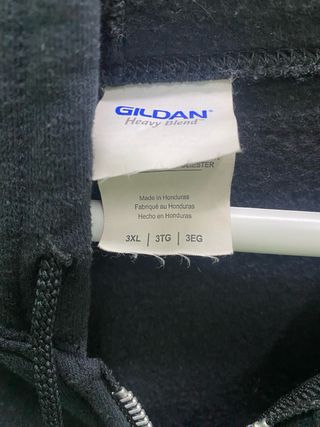 GILDAN
Heavy Blend
Made in Honduras
Fabriqué au Honduras
Hecho en Honduras
3XL | 3TG | 3EG